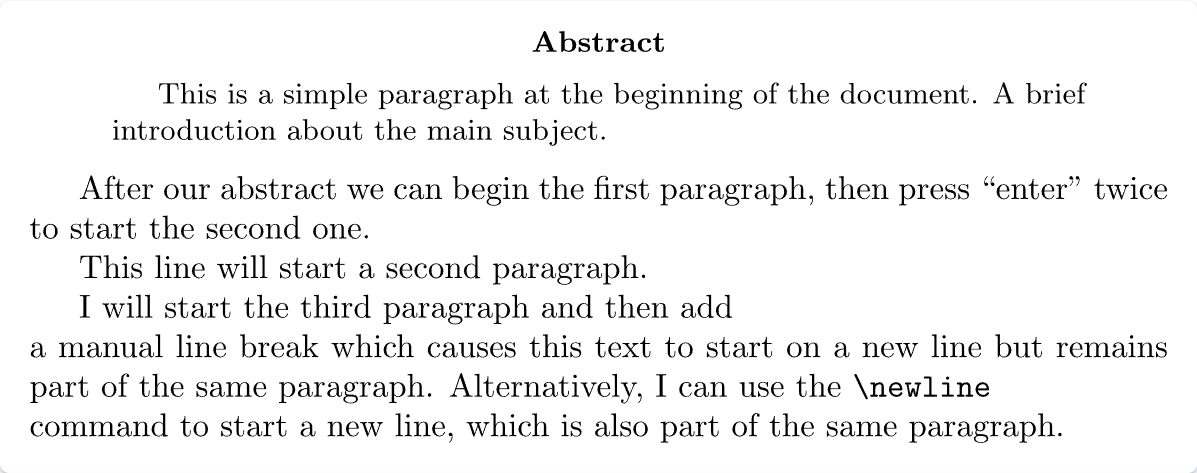 Abstract
This is a simple paragraph at the beginning of the document. A brief
introduction about the main subject.
After our abstract we can begin the first paragraph, then press “enter” twice
to start the second one.
This line will start a second paragraph.
I will start the third paragraph and then add
a manual line break which causes this text to start on a new line but remains
part of the same paragraph. Alternatively, I can use the \newline
command to start a new line, which is also part of the same paragraph.